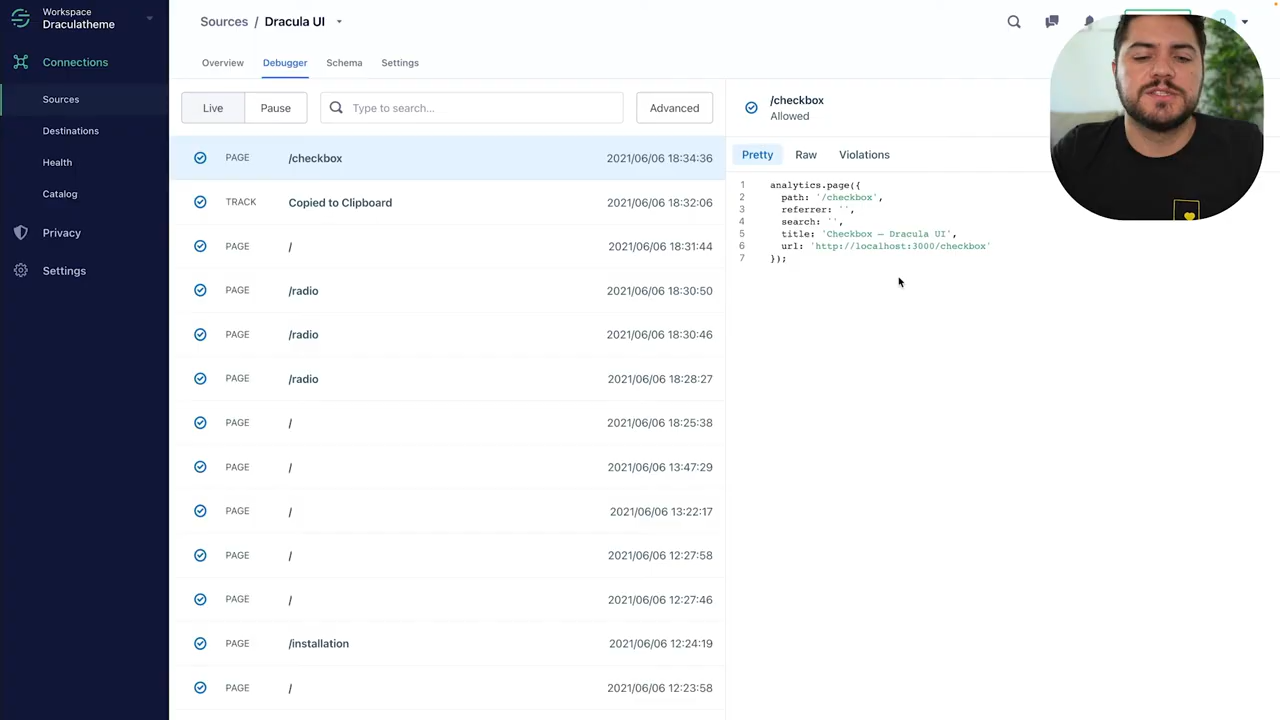 Workspace
Draculatheme
Connections
Sources
Destinations
Health
Catalog
Privacy
Settings
Sources / Dracula UI
Overview
Debugger
Schema
Settings
Live
Pause
Type to search...
Advanced
PAGE /checkbox 2021/06/06 18:34:36
TRACK Copied to Clipboard 2021/06/06 18:32:06
PAGE / 2021/06/06 18:31:44
PAGE /radio 2021/06/06 18:30:50
PAGE /radio 2021/06/06 18:30:46
PAGE /radio 2021/06/06 18:28:27
PAGE / 2021/06/06 18:25:38
PAGE / 2021/06/06 13:47:29
PAGE / 2021/06/06 13:22:17
PAGE / 2021/06/06 12:27:58
PAGE / 2021/06/06 12:27:46
PAGE /installation 2021/06/06 12:24:19
PAGE / 2021/06/06 12:23:58
/checkbox
Allowed
Pretty
Raw
Violations
1 analytics.page({
2 path: '/checkbox',
3 referrer: '',
4 search: '',
5 title: 'Checkbox — Dracula UI',
6 url: 'http://localhost:3000/checkbox'
7 });